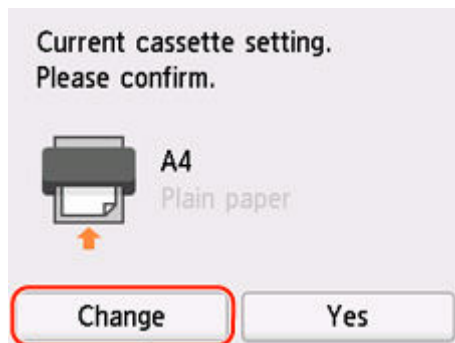 Current cassette setting.
Please confirm.
A4
Plain paper
Change Yes